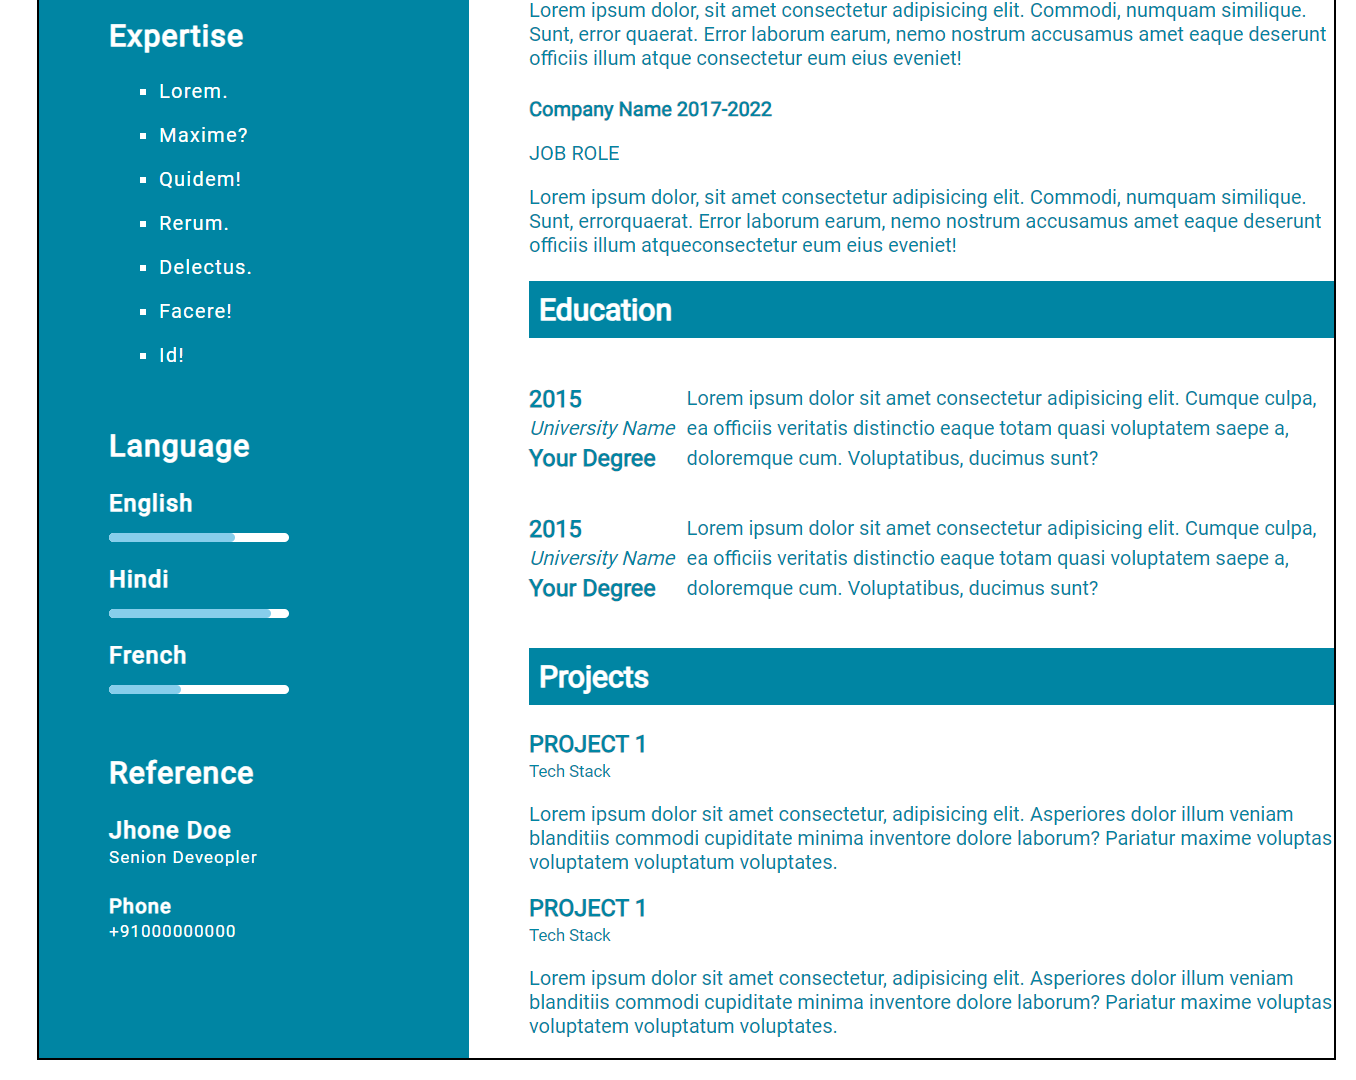 Expertise
Lorem.
Maxime?
Quidem!
Rerum.
Delectus.
Facere!
Id!
Language
English
Hindi
French
Reference
Jhone Doe
Senion Deveopler
Phone
+91000000000
Lorem ipsum dolor, sit amet consectetur adipisicing elit. Commodi, numquam similique.
Sunt, error quaerat. Error laborum earum, nemo nostrum accusamus amet eaque deserunt
officiis illum atque consectetur eum eius eveniet!
Company Name 2017-2022
JOB ROLE
Lorem ipsum dolor, sit amet consectetur adipisicing elit. Commodi, numquam similique.
Sunt, errorquaerat. Error laborum earum, nemo nostrum accusamus amet eaque deserunt
officiis illum atqueconsectetur eum eius eveniet!
Education
2015
University Name
Your Degree
Lorem ipsum dolor sit amet consectetur adipisicing elit. Cumque culpa,
ea officiis veritatis distinctio eaque totam quasi voluptatem saepe a,
doloremque cum. Voluptatibus, ducimus sunt?
2015
University Name
Your Degree
Lorem ipsum dolor sit amet consectetur adipisicing elit. Cumque culpa,
ea officiis veritatis distinctio eaque totam quasi voluptatem saepe a,
doloremque cum. Voluptatibus, ducimus sunt?
Projects
PROJECT 1
Tech Stack
Lorem ipsum dolor sit amet consectetur, adipisicing elit. Asperiores dolor illum veniam
blanditiis commodi cupiditate minima inventore dolore laborum? Pariatur maxime voluptas
voluptatem voluptatum voluptates.
PROJECT 1
Tech Stack
Lorem ipsum dolor sit amet consectetur, adipisicing elit. Asperiores dolor illum veniam
blanditiis commodi cupiditate minima inventore dolore laborum? Pariatur maxime voluptas
voluptatem voluptatum voluptates.